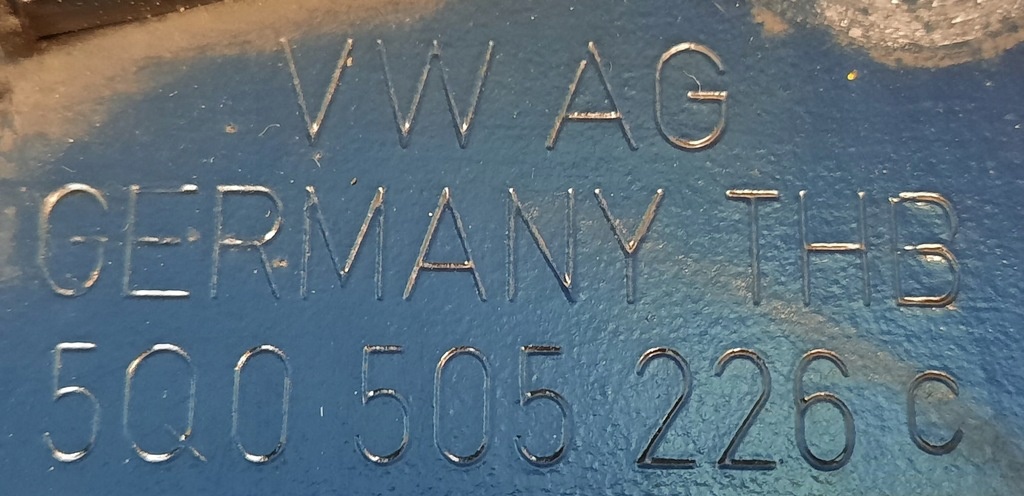 VW AG
GERMANY THB
5Q0 505 226 C